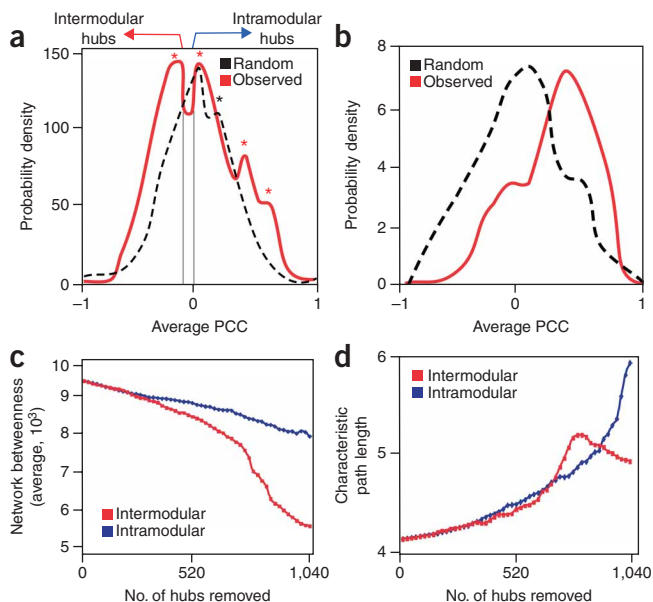 Intermodular hubs
Intramodular hubs
a
Random
Observed
*
*
*
*
*
Probability density
150
100
50
0
−1
0
1
Average PCC
b
Random
Observed
Probability density
8
6
4
2
0
−1
0
1
Average PCC
c
Network betweenness
(average, 10³)
10
9
8
7
6
5
Intermodular
Intramodular
0
520
1,040
No. of hubs removed
d
Characteristic
path length
6
5
4
Intermodular
Intramodular
0
520
1,040
No. of hubs removed